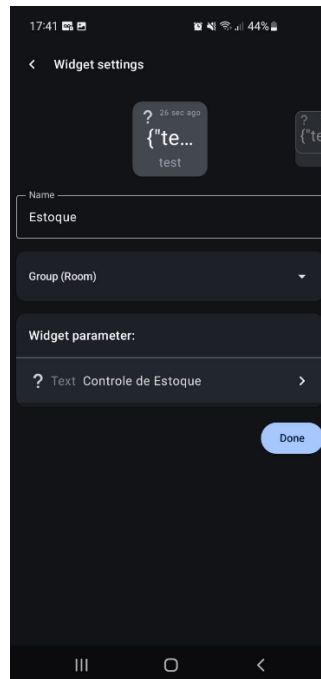 17:41 44%
Widget settings
? 26 sec ago
{"te...
test
?
{"te
Name
Estoque
Group (Room)
Widget parameter:
? Text Controle de Estoque
Done